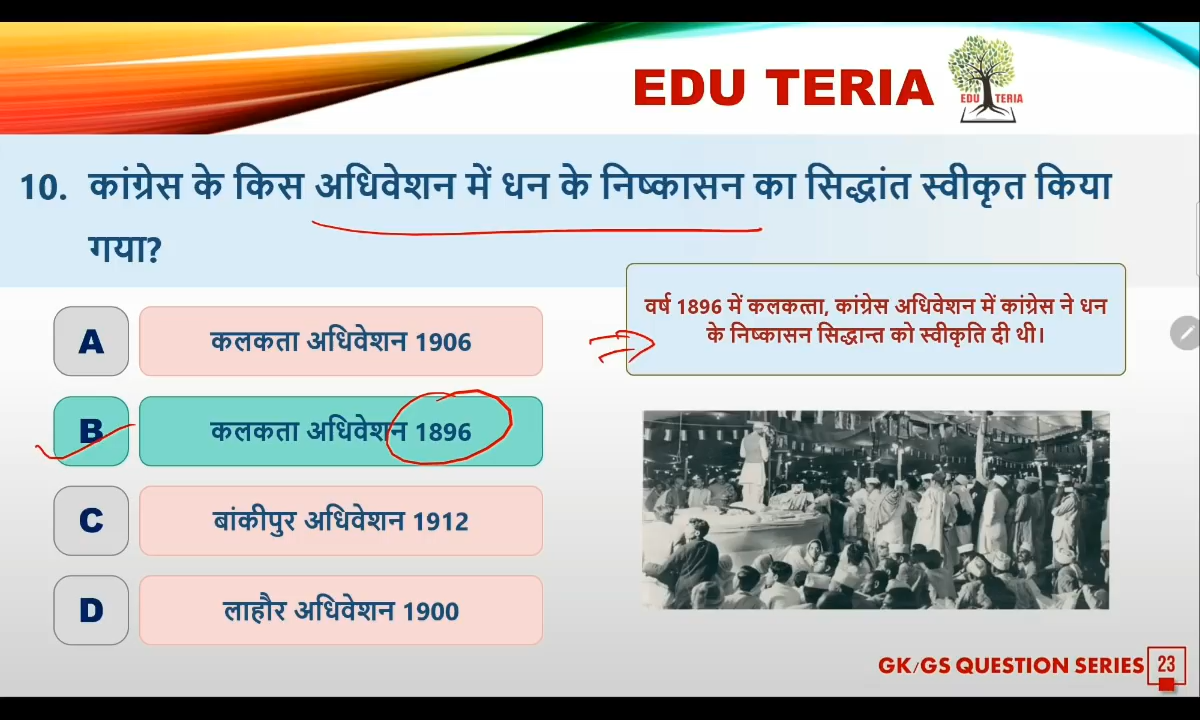 EDU TERIA
EDU TERIA
10. कांग्रेस के किस अधिवेशन में धन के निष्कासन का सिद्धांत स्वीकृत किया
गया?
वर्ष 1896 में कलकत्ता, कांग्रेस अधिवेशन में कांग्रेस ने धन
के निष्कासन सिद्धान्त को स्वीकृति दी थी।
A कलकता अधिवेशन 1906
B कलकता अधिवेशन 1896
C बांकीपुर अधिवेशन 1912
D लाहौर अधिवेशन 1900
GK/GS QUESTION SERIES 23